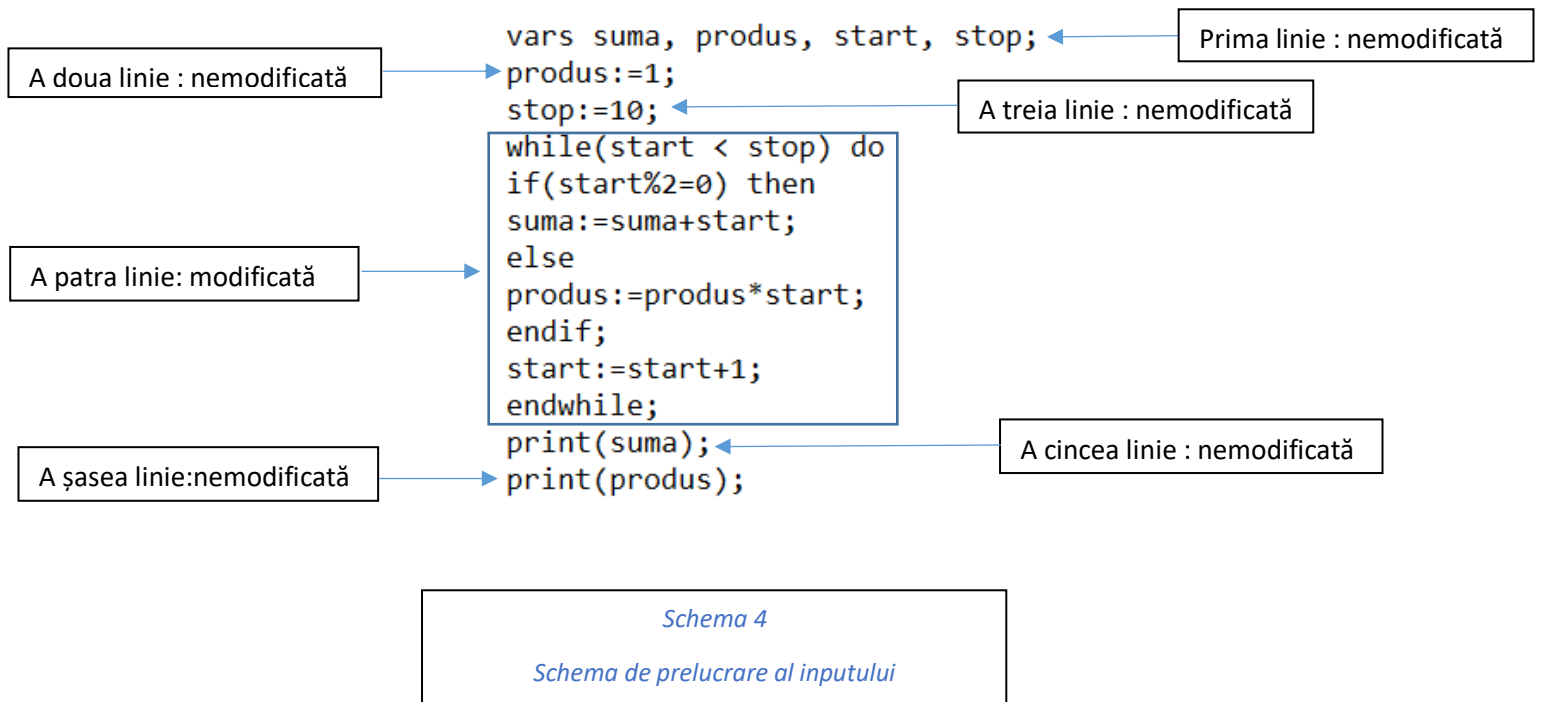 vars suma, produs, start, stop;
Prima linie : nemodificată
A doua linie : nemodificată
produs:=1;
stop:=10;
A treia linie : nemodificată
while(start < stop) do
if(start%2=0) then
suma:=suma+start;
else
A patra linie: modificată
produs:=produs*start;
endif;
start:=start+1;
endwhile;
print(suma);
A cincea linie : nemodificată
A șasea linie:nemodificată
print(produs);
Schema 4
Schema de prelucrare al inputului